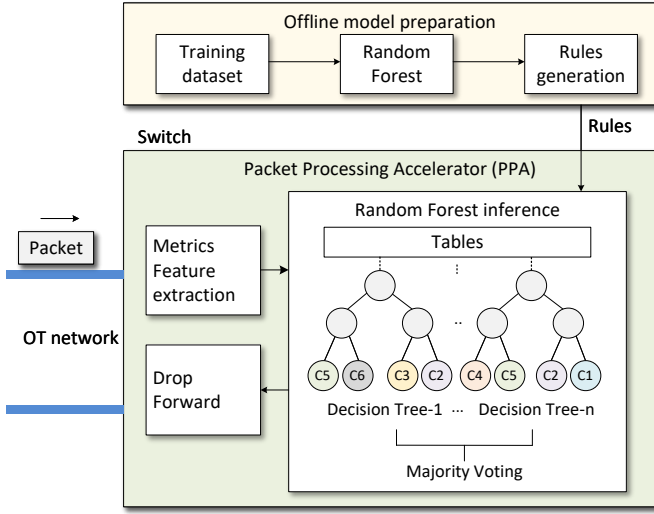 Offline model preparation
Training
dataset
Random
Forest
Rules
generation
Switch
Rules
Packet Processing Accelerator (PPA)
Random Forest inference
Tables
Packet
Metrics
Feature
extraction
OT network
Drop
Forward
..
C5 C6 C3 C2 C4 C5 C2 C1
Decision Tree-1 ... Decision Tree-n
Majority Voting